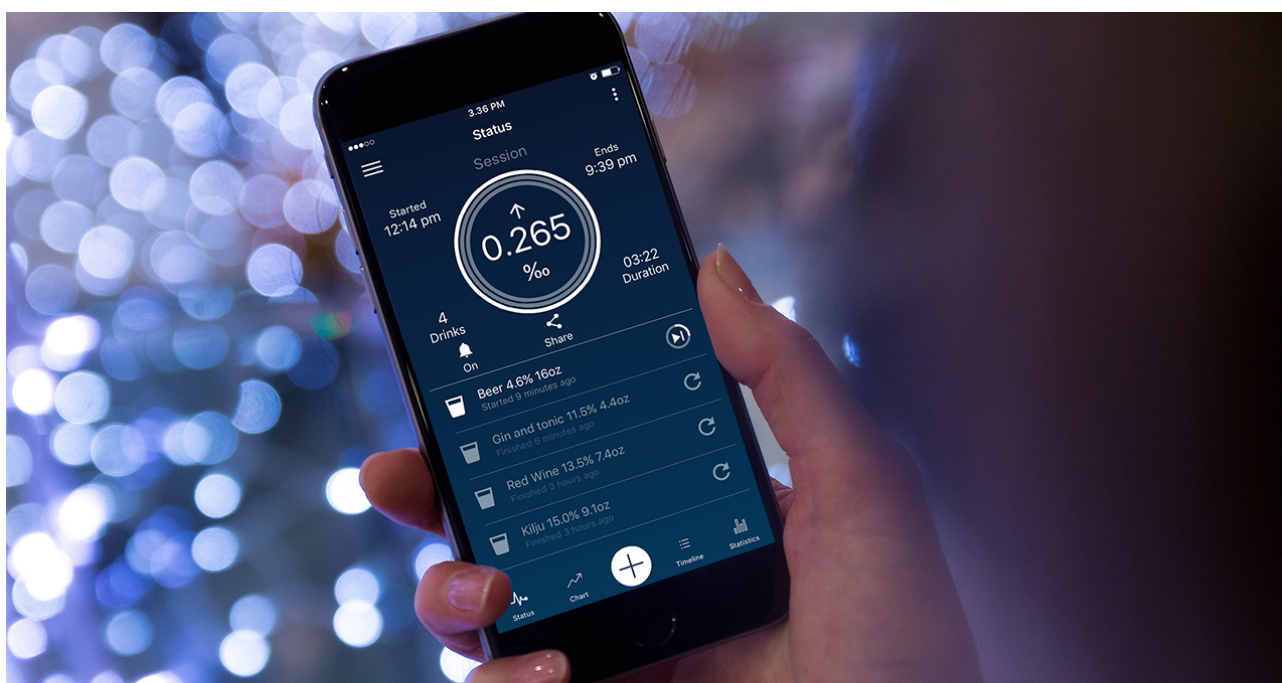 3.36 PM
Status
Session
Started
12:14 pm
Ends
9:39 pm
0.265
‰
4
Drinks
03:22
Duration
On
Share
Beer 4.6% 16oz
Started 9 minutes ago
Gin and tonic 11.5% 4.4oz
Finished 6 minutes ago
Red Wine 13.5% 7.4oz
Finished 3 hours ago
Kilju 15.0% 9.1oz
Finished 3 hours ago
Status
Chart
Timeline
Statistics